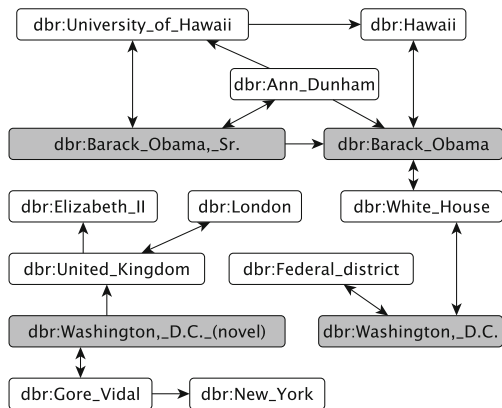 dbr:University_of_Hawaii
dbr:Hawaii
dbr:Ann_Dunham
dbr:Barack_Obama,_Sr.
dbr:Barack_Obama
dbr:Elizabeth_II
dbr:London
dbr:White_House
dbr:United_Kingdom
dbr:Federal_district
dbr:Washington,_D.C._(novel)
dbr:Washington,_D.C.
dbr:Gore_Vidal
dbr:New_York